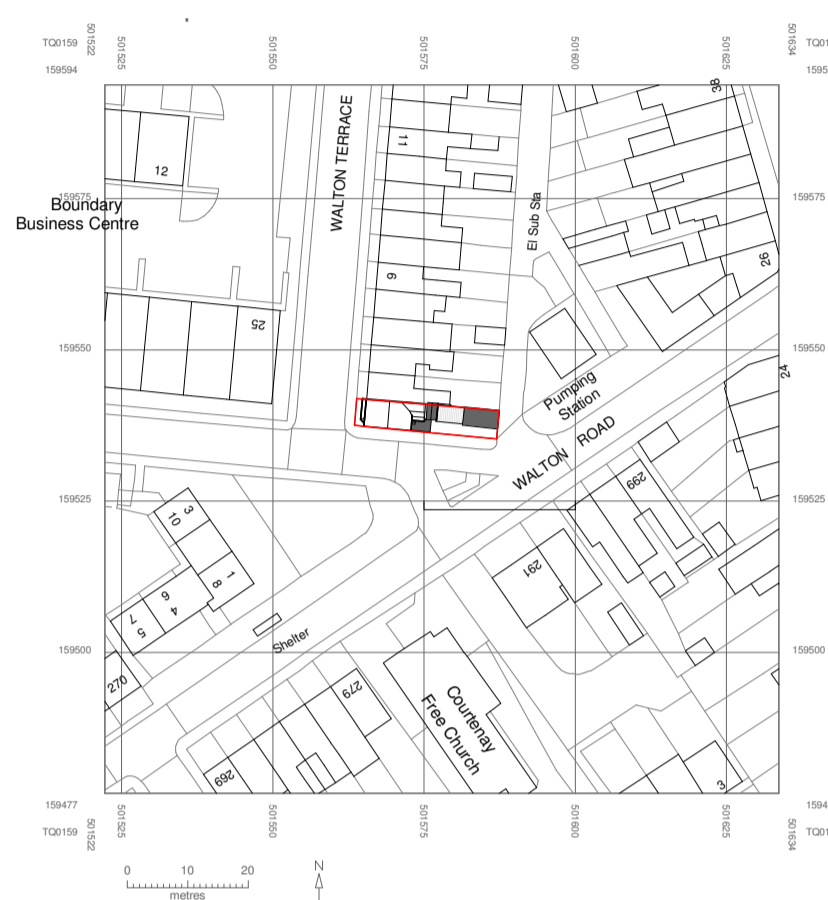 TQ0159
501522
501525
501550
501575
501600
501625
501634
TQ01
159594
1595
38
WALTON TERRACE
11
12
159575
159575
Boundary
Business Centre
El Sub Sta
26
9
25
159550
159550
24
Pumping
Station
WALTON ROAD
159525
159525
299
3
10
291
1
8
6
4
7
5
Shelter
159500
159500
270
279
Courtenay
Free Church
269
3
159477
1594
TQ0159
501522
501525
501550
501575
501600
501625
501634
TQ01
0 10 20
metres
N